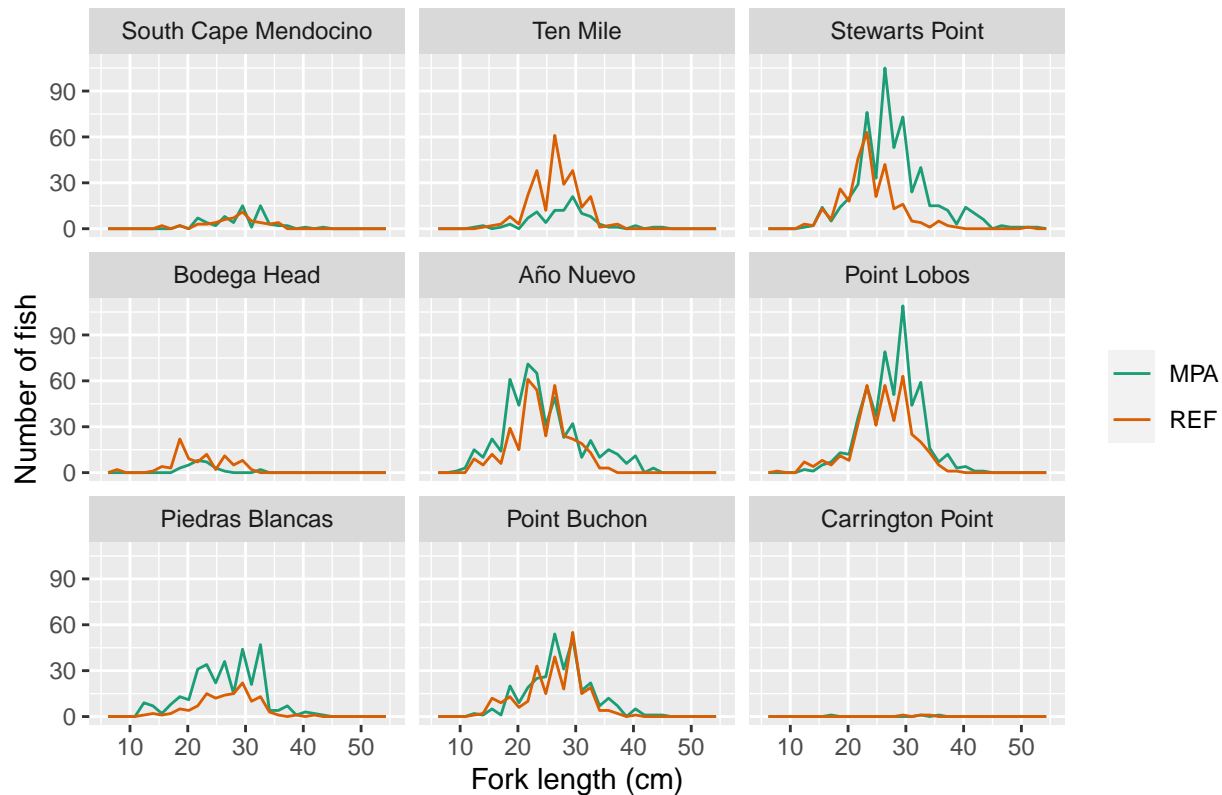 South Cape Mendocino
Ten Mile
Stewarts Point
90
60
30
0
Bodega Head
Año Nuevo
Point Lobos
90
60
30
0
Piedras Blancas
Point Buchon
Carrington Point
90
60
30
0
10 20 30 40 50
10 20 30 40 50
10 20 30 40 50
Fork length (cm)
Number of fish
MPA
REF